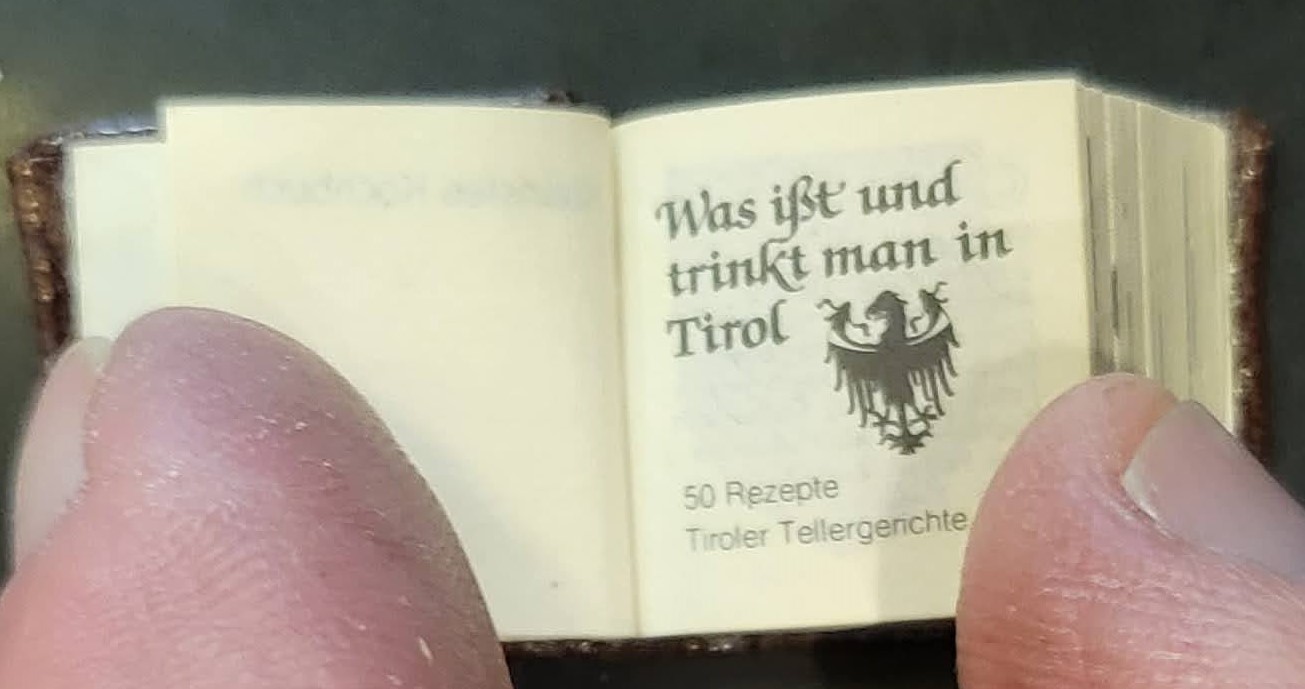 Was ißt und
trinkt man in
Tirol
50 Rezepte
Tiroler Tellergerichte